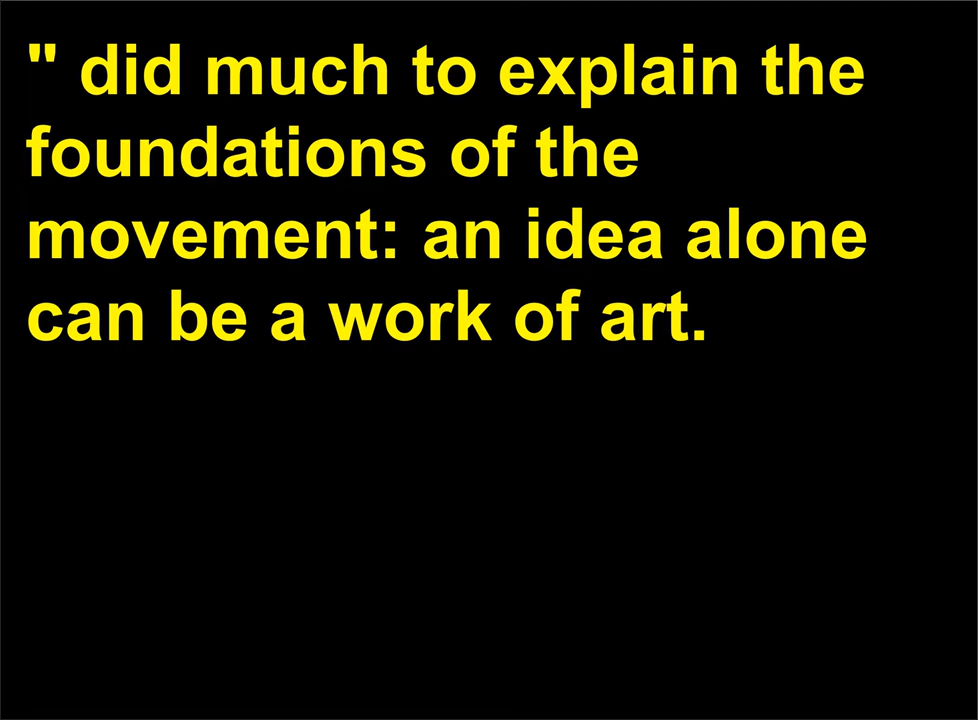 " did much to explain the
foundations of the
movement: an idea alone
can be a work of art.